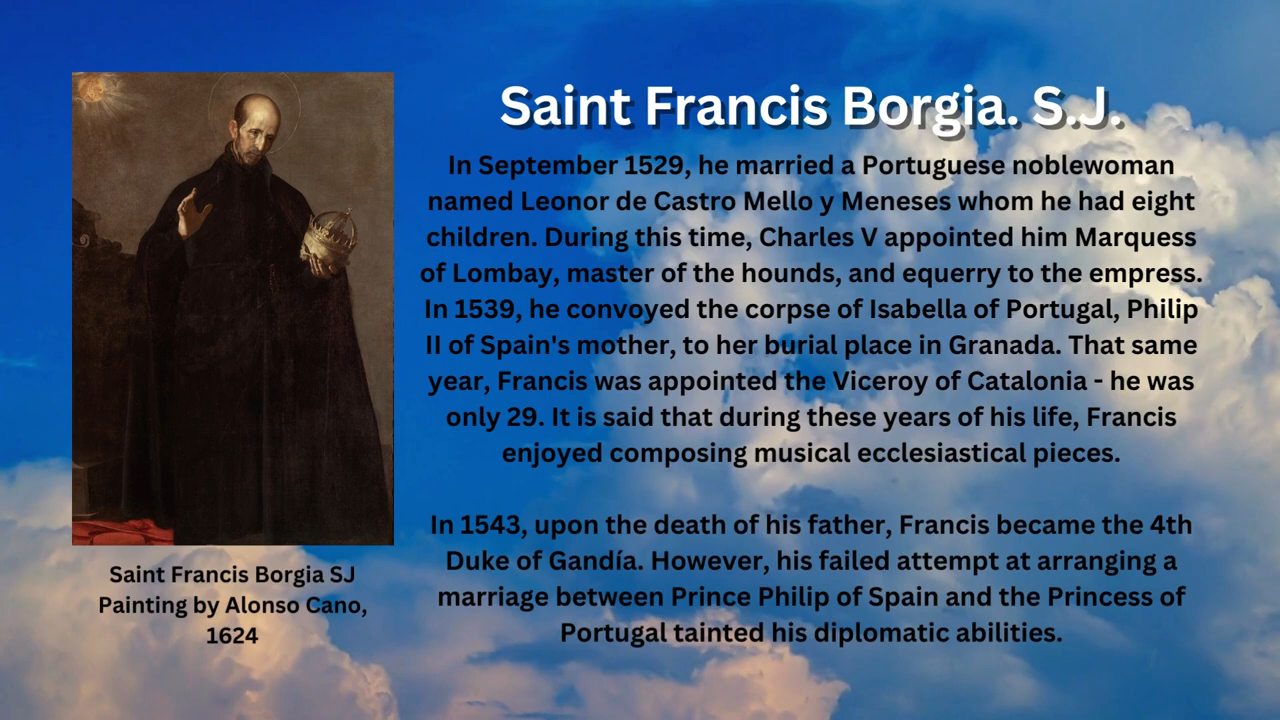 Saint Francis Borgia. S.J.
In September 1529, he married a Portuguese noblewoman
named Leonor de Castro Mello y Meneses whom he had eight
children. During this time, Charles V appointed him Marquess
of Lombay, master of the hounds, and equerry to the empress.
In 1539, he convoyed the corpse of Isabella of Portugal, Philip
II of Spain's mother, to her burial place in Granada. That same
year, Francis was appointed the Viceroy of Catalonia - he was
only 29. It is said that during these years of his life, Francis
enjoyed composing musical ecclesiastical pieces.
In 1543, upon the death of his father, Francis became the 4th
Duke of Gandía. However, his failed attempt at arranging a
marriage between Prince Philip of Spain and the Princess of
Portugal tainted his diplomatic abilities.
Saint Francis Borgia SJ
Painting by Alonso Cano,
1624